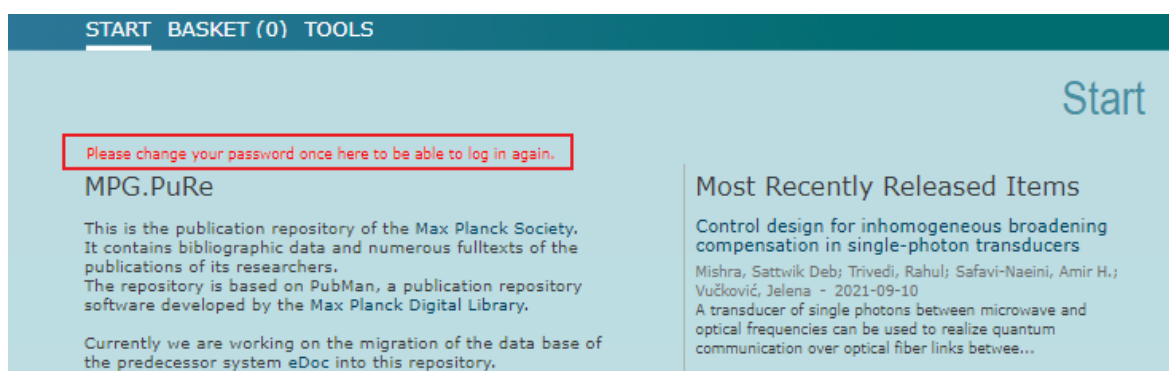 START BASKET (0) TOOLS
Start
Please change your password once here to be able to log in again.
MPG.PuRe
This is the publication repository of the Max Planck Society.
It contains bibliographic data and numerous fulltexts of the
publications of its researchers.
The repository is based on PubMan, a publication repository
software developed by the Max Planck Digital Library.
Currently we are working on the migration of the data base of
the predecessor system eDoc into this repository.
Most Recently Released Items
Control design for inhomogeneous broadening
compensation in single-photon transducers
Mishra, Sattwik Deb; Trivedi, Rahul; Safavi-Naeini, Amir H.;
Vučković, Jelena - 2021-09-10
A transducer of single photons between microwave and
optical frequencies can be used to realize quantum
communication over optical fiber links betwee...